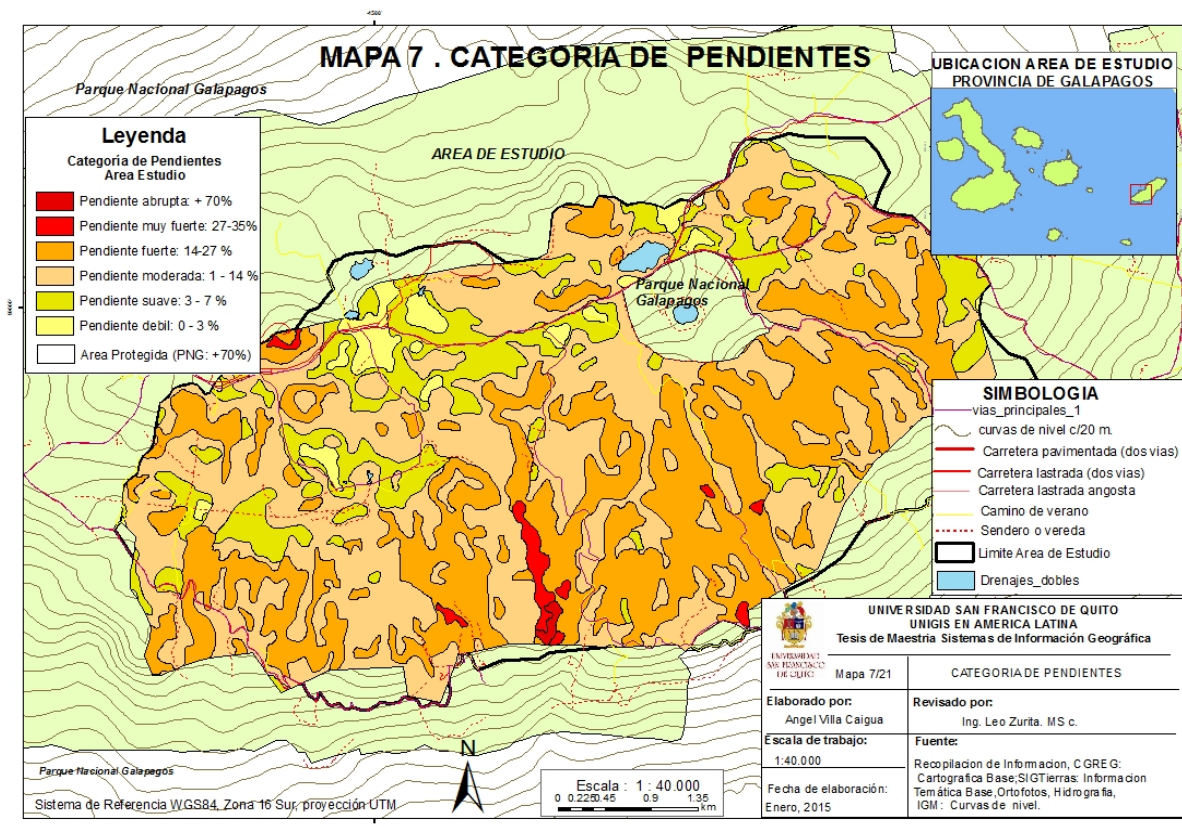 MAPA 7 . CATEGORIA DE PENDIENTES
Parque Nacional Galapagos
AREA DE ESTUDIO
UBICACION AREA DE ESTUDIO
PROVINCIA DE GALAPAGOS
Leyenda
Categoría de Pendientes
Area Estudio
Pendiente abrupta: + 70%
Pendiente muy fuerte: 27-35%
Pendiente fuerte: 14-27 %
Pendiente moderada: 1 - 14 %
Pendiente suave: 3 - 7 %
Pendiente debil: 0 - 3 %
Area Protegida (PNG: +70%)
Parque Nacional
Galapagos
SIMBOLOGIA
vias_principales_1
curvas de nivel c/20 m.
Carretera pavimentada (dos vias)
Carretera lastrada (dos vias)
Carretera lastrada angosta
Camino de verano
Sendero o vereda
Limite Area de Estudio
Drenajes_dobles
UNIVERSIDAD SAN FRANCISCO DE QUITO
UNIGIS EN AMERICA LATINA
Tesis de Maestria Sistemas de Información Geográfica
UNIVERSIDAD
SAN FRANCISCO
DE QUITO
Mapa 7/21
CATEGORIA DE PENDIENTES
Elaborado por:
Angel Villa Caigua
Revisado por:
Ing. Leo Zurita. MS c.
Escala de trabajo:
1:40.000
Fecha de elaboración:
Enero, 2015
Fuente:
Recopilacion de Informacion, CGREG:
Cartografica Base;SIGTierras: Informacion
Temática Base,Ortofotos, Hidrografia,
IGM: Curvas de nivel.
N
Escala : 1 : 40.000
0 0.225 0.45 0.9 1.35
km
Parque Nacional Galapagos
Sistema de Referencia WGS84, Zona 16 Sur, proyección UTM